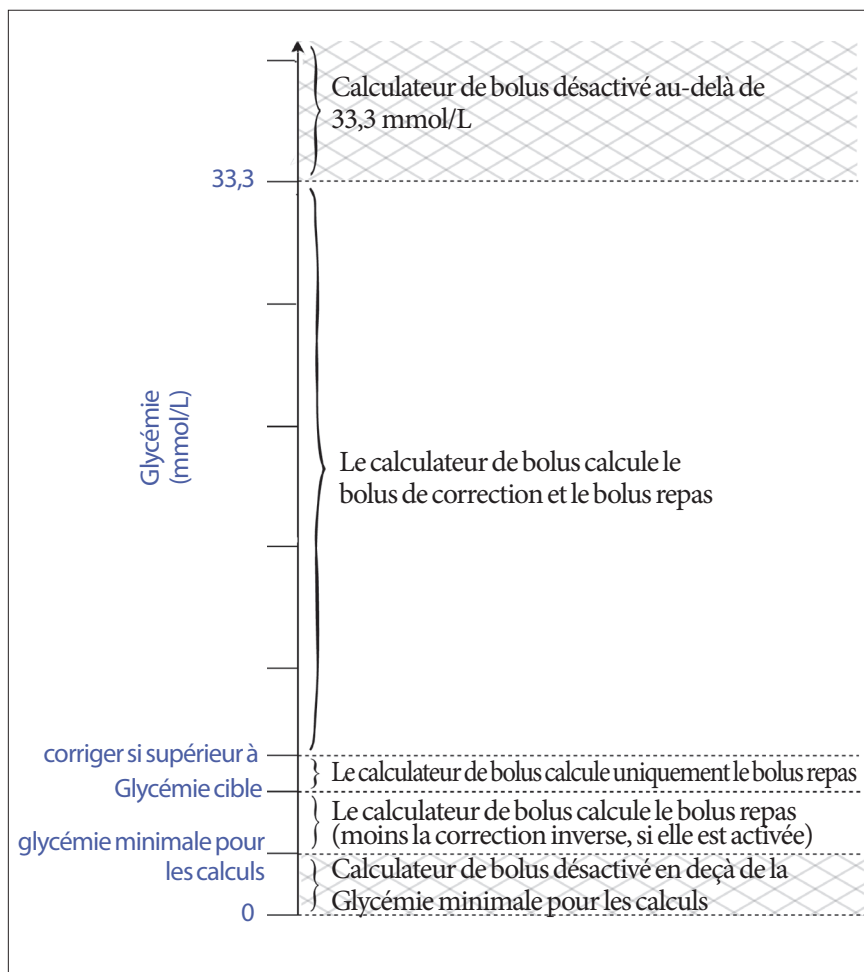 Calculateur de bolus désactivé au-delà de
33,3 mmol/L
33,3
Glycémie
(mmol/L)
Le calculateur de bolus calcule le
bolus de correction et le bolus repas
corriger si supérieur à
Le calculateur de bolus calcule uniquement le bolus repas
Glycémie cible
Le calculateur de bolus calcule le bolus repas
(moins la correction inverse, si elle est activée)
glycémie minimale pour
les calculs
Calculateur de bolus désactivé en deçà de la
Glycémie minimale pour les calculs
0